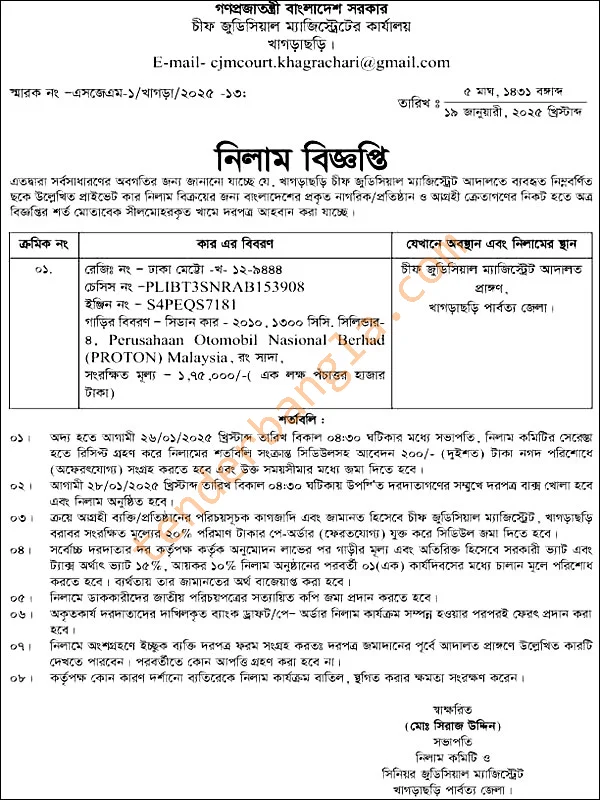 গণপ্রজাতন্ত্রী বাংলাদেশ সরকার
চীফ জুডিসিয়াল ম্যাজিস্ট্রেটের কার্যালয়
খাগড়াছড়ি।
E-mail- cjmcourt.khagrachari@gmail.com
স্মারক নং –এসজেএম-১/খাগড়া/২০২৫ -১৩:
তারিখ ঃ ৫ মাঘ, ১৪৩১ বঙ্গাব্দ
১৯ জানুয়ারী, ২০২৫ খ্রিস্টাব্দ
নিলাম বিজ্ঞপ্তি
এতদ্বারা সর্বসাধারণের অবগতির জন্য জানানো যাচ্ছে যে, খাগড়াছড়ি চীফ জুডিসিয়াল ম্যাজিস্ট্রেট আদালতে ব্যবহৃত নিম্নবর্ণিত
ছকে উল্লেখিত প্রাইভেট কার নিলাম বিক্রয়ের জন্য বাংলাদেশের প্রকৃত নাগরিক/প্রতিষ্ঠান ও আগ্রহী ক্রেতাগণের নিকট হতে অত্র
বিজ্ঞপ্তির শর্ত মোতাবেক সীলমোহরকৃত খামে দরপত্র আহবান করা যাচ্ছে।
ক্রমিক নং কার এর বিবরণ যেখানে অবস্থান এবং নিলামের স্থান
০১. রেজিঃ নং – ঢাকা মেট্টো -খ- ১২-৯৪৪৪ চীফ জুডিসিয়াল ম্যাজিস্ট্রেট আদালত
চেসিস নং -PLIBT3SNRAB153908 প্রাঙ্গণ,
ইঞ্জিন নং – S4PEQS7181 খাগড়াছড়ি পার্বত্য জেলা।
গাড়ির বিবরণ – সিডান কার – ২০১০, ১৩০০ সিসি. সিলিন্ডার-
৪, Perusahaan Otomobil Nasional Berhad
(PROTON) Malaysia, রং সাদা,
সংরক্ষিত মূল্য – ১,৭৫,০০০/-( এক লক্ষ পঁচাত্তর হাজার
টাকা)
শর্তাবলি :
০১। অদ্য হতে আগামী ২৬/০১/২০২৫ খ্রিস্টাব্দ তারিখ বিকাল ০৪:৩০ ঘটিকার মধ্যে সভাপতি, নিলাম কমিটির সেরেস্তা
হতে রিসিপ্ট গ্রহণ করে নিলামের শর্তাবলি সংক্রান্ত সিডিউলসহ আবেদন ২০০/- (দুইশত) টাকা নগদ পরিশোধে
(অফেরৎযোগ্য) সংগ্রহ করতে হবে এবং উক্ত সময়সীমার মধ্যে জমা দিতে হবে।
০২। আগামী ২৮/০১/২০২৫ খ্রিস্টাব্দ তারিখ বিকাল ০৪:৩০ ঘটিকায় উপস্থিত দরদাতাগণের সম্মুখে দরপত্র বাক্স খোলা হবে
এবং নিলাম অনুষ্ঠিত হবে।
০৩। ক্রয়ে আগ্রহী ব্যক্তি/প্রতিষ্ঠানের পরিচয়সূচক কাগজাদি এবং জামানত হিসেবে চীফ জুডিসিয়াল ম্যাজিস্ট্রেট, খাগড়াছড়ি
বরাবর সংরক্ষিত মূল্যের ২০% পরিমাণ টাকার পে-অর্ডার (ফেরতযোগ্য) যুক্ত করে সিডিউল জমা দিতে হবে।
০৪। সর্বোচ্চ দরদাতার দর কর্তৃপক্ষ কর্তৃক অনুমোদন লাভের পর গাড়ীর মূল্য এবং অতিরিক্ত হিসেবে সরকারী ভ্যাট এবং
ট্যাক্স অর্থাৎ ভ্যাট ১৫%, আয়কর ১০% নিলাম অনুষ্ঠানের পরবর্তী ০১(এক) কার্যদিবসের মধ্যে চালান মূলে পরিশোধ
করতে হবে। ব্যর্থতায় তার জামানতের অর্থ বাজেয়াপ্ত করা হবে।
০৫। নিলামে ডাককারীদের জাতীয় পরিচয়পত্রের সত্যায়িত কপি জমা প্রদান করতে হবে।
০৬। অকৃতকার্য দরদাতাদের দাখিলকৃত ব্যাংক ড্রাফট/পে- অর্ডার নিলাম কার্যক্রম সম্পন্ন হওয়ার পরপরই ফেরৎ প্রদান করা
হবে।
০৭। নিলামে অংশগ্রহণে ইচ্ছুক ব্যক্তি দরপত্র ফরম সংগ্রহ করতঃ দরপত্র জমাদানের পূর্বে আদালত প্রাঙ্গণে উল্লেখিত কারটি
দেখতে পারবেন। পরবর্তীতে কোন আপত্তি গ্রহণ করা হবে না।
০৮। কর্তৃপক্ষ কোন কারণ দর্শানো ব্যতিরেকে নিলাম কার্যক্রম বাতিল, স্থগিত করার ক্ষমতা সংরক্ষণ করেন।
স্বাক্ষরিত
(মোঃ সিরাজ উদ্দিন)
সভাপতি
নিলাম কমিটি ও
সিনিয়র জুডিসিয়াল ম্যাজিস্ট্রেট
খাগড়াছড়ি পার্বত্য জেলা।
tenderbangla.com